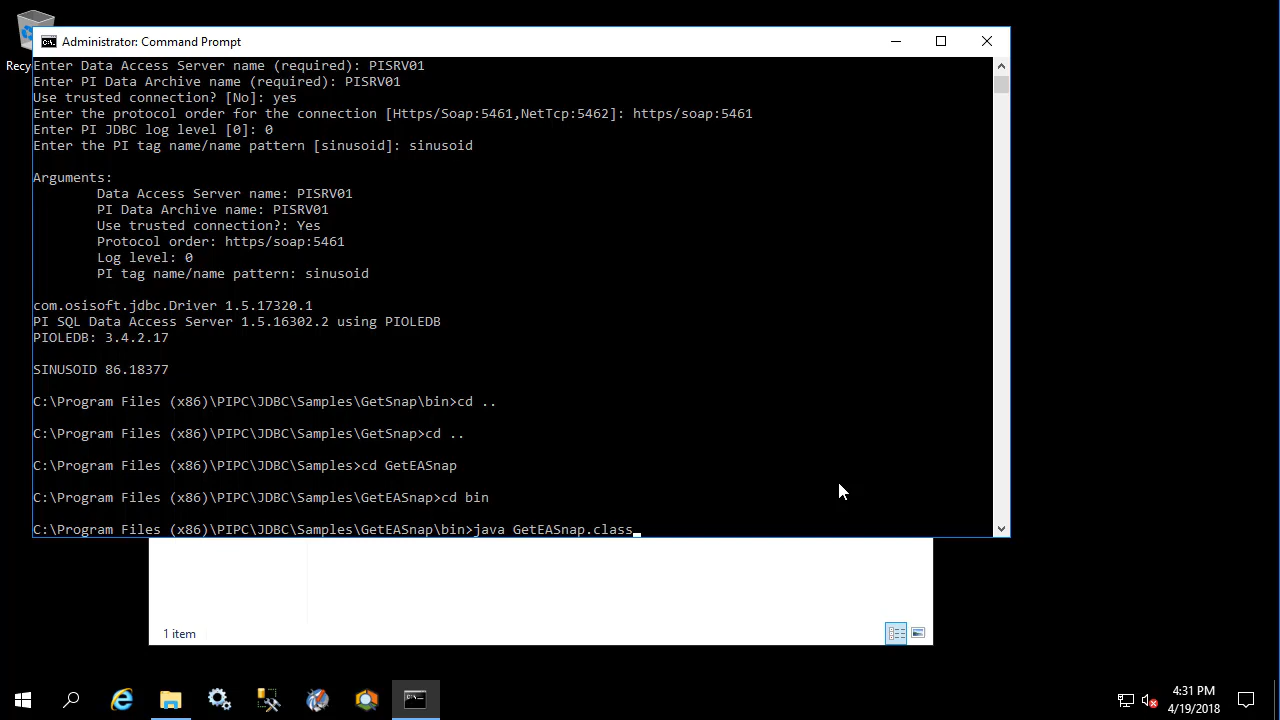 Administrator: Command Prompt
Recy
Enter Data Access Server name (required): PISRV01
Enter PI Data Archive name (required): PISRV01
Use trusted connection? [No]: yes
Enter the protocol order for the connection [Https/Soap:5461,NetTcp:5462]: https/soap:5461
Enter PI JDBC log level [0]: 0
Enter the PI tag name/name pattern [sinusoid]: sinusoid
Arguments:
Data Access Server name: PISRV01
PI Data Archive name: PISRV01
Use trusted connection?: Yes
Protocol order: https/soap:5461
Log level: 0
PI tag name/name pattern: sinusoid
com.osisoft.jdbc.Driver 1.5.17320.1
PI SQL Data Access Server 1.5.16302.2 using PIOLEDB
PIOLEDB: 3.4.2.17
SINUSOID 86.18377
C:\Program Files (x86)\PIPC\JDBC\Samples\GetSnap\bin>cd ..
C:\Program Files (x86)\PIPC\JDBC\Samples\GetSnap>cd ..
C:\Program Files (x86)\PIPC\JDBC\Samples>cd GetEASnap
C:\Program Files (x86)\PIPC\JDBC\Samples\GetEASnap>cd bin
C:\Program Files (x86)\PIPC\JDBC\Samples\GetEASnap\bin>java GetEASnap.class
1 item
4:31 PM
4/19/2018